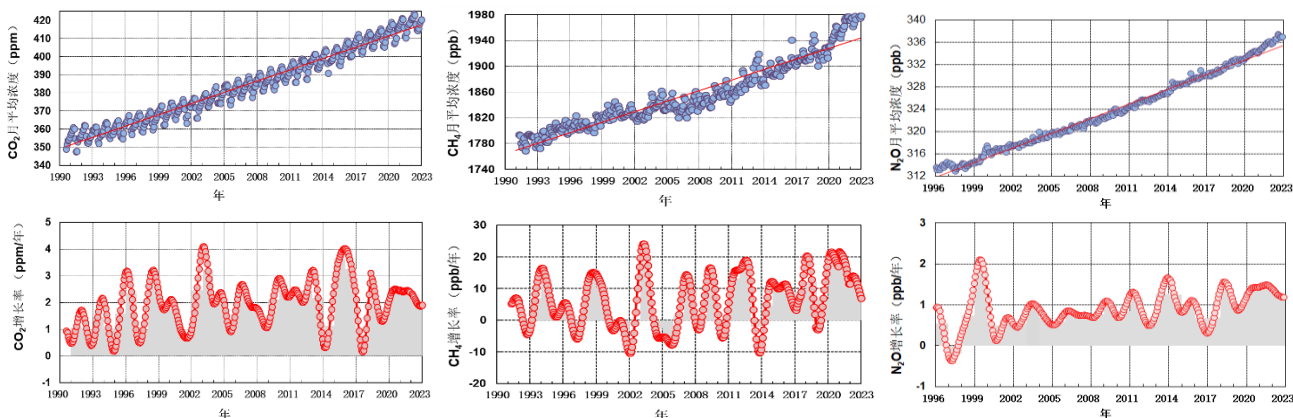 CO₂月平均浓度 (ppm)
420
410
400
390
380
370
360
350
340
1990 1993 1996 1999 2002 2005 2008 2011 2014 2017 2020 2023
年
CH₄月平均浓度 (ppb)
1980
1940
1900
1860
1820
1780
1740
1990 1993 1996 1999 2002 2005 2008 2011 2014 2017 2020 2023
年
N₂O月平均浓度 (ppb)
340
336
332
328
324
320
316
312
1996 1999 2002 2005 2008 2011 2014 2017 2020 2023
年
CO₂增长率 (ppm/年)
5
4
3
2
1
0
-1
1990 1993 1996 1999 2002 2005 2008 2011 2014 2017 2020 2023
年
CH₄增长率 (ppb/年)
30
20
10
0
-10
-20
1990 1993 1996 1999 2002 2005 2008 2011 2014 2017 2020 2023
年
N₂O增长率 (ppb/年)
3
2
1
0
-1
1996 1999 2002 2005 2008 2011 2014 2017 2020 2023
年